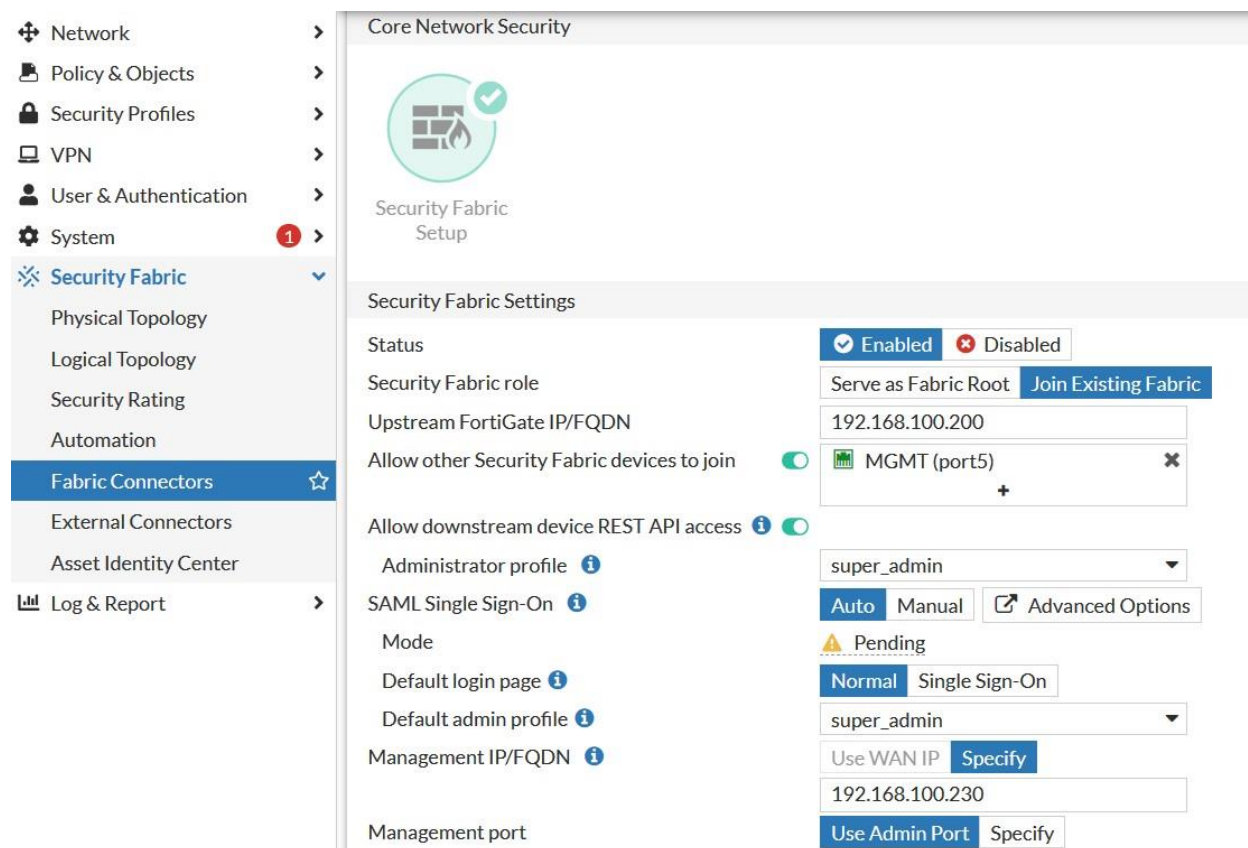 Network
Policy & Objects
Security Profiles
VPN
User & Authentication
System 1
Security Fabric
Physical Topology
Logical Topology
Security Rating
Automation
Fabric Connectors
External Connectors
Asset Identity Center
Log & Report
Core Network Security
Security Fabric
Setup
Security Fabric Settings
Status Enabled Disabled
Security Fabric role Serve as Fabric Root Join Existing Fabric
Upstream FortiGate IP/FQDN 192.168.100.200
Allow other Security Fabric devices to join MGMT (port5)
+
Allow downstream device REST API access
Administrator profile super_admin
SAML Single Sign-On Auto Manual Advanced Options
Mode Pending
Default login page Normal Single Sign-On
Default admin profile super_admin
Management IP/FQDN Use WAN IP Specify
192.168.100.230
Management port Use Admin Port Specify